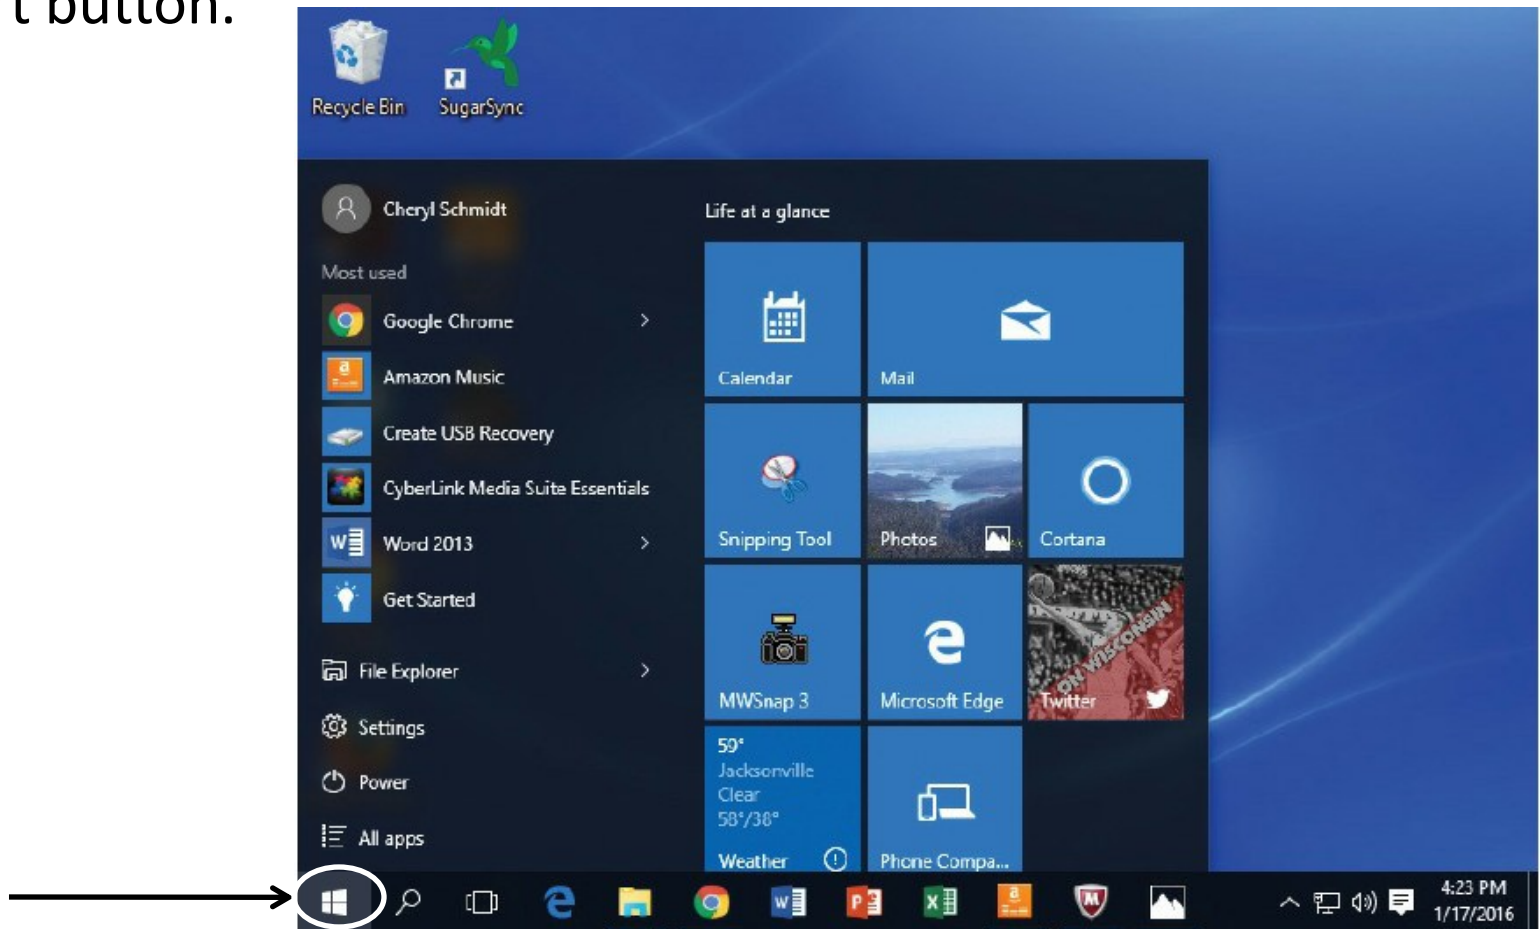 t button.
Recycle Bin
SugarSync
Cheryl Schmidt
Most used
Google Chrome
Amazon Music
Create USB Recovery
CyberLink Media Suite Essentials
Word 2013
Get Started
File Explorer
Settings
Power
All apps
Life at a glance
Calendar
Mail
Snipping Tool
Photos
Cortana
MWSnap 3
Microsoft Edge
ON WISCONSIN
Twitter
59°
Jacksonville
Clear
58°/38°
Weather
Phone Compa...
4:23 PM
1/17/2016